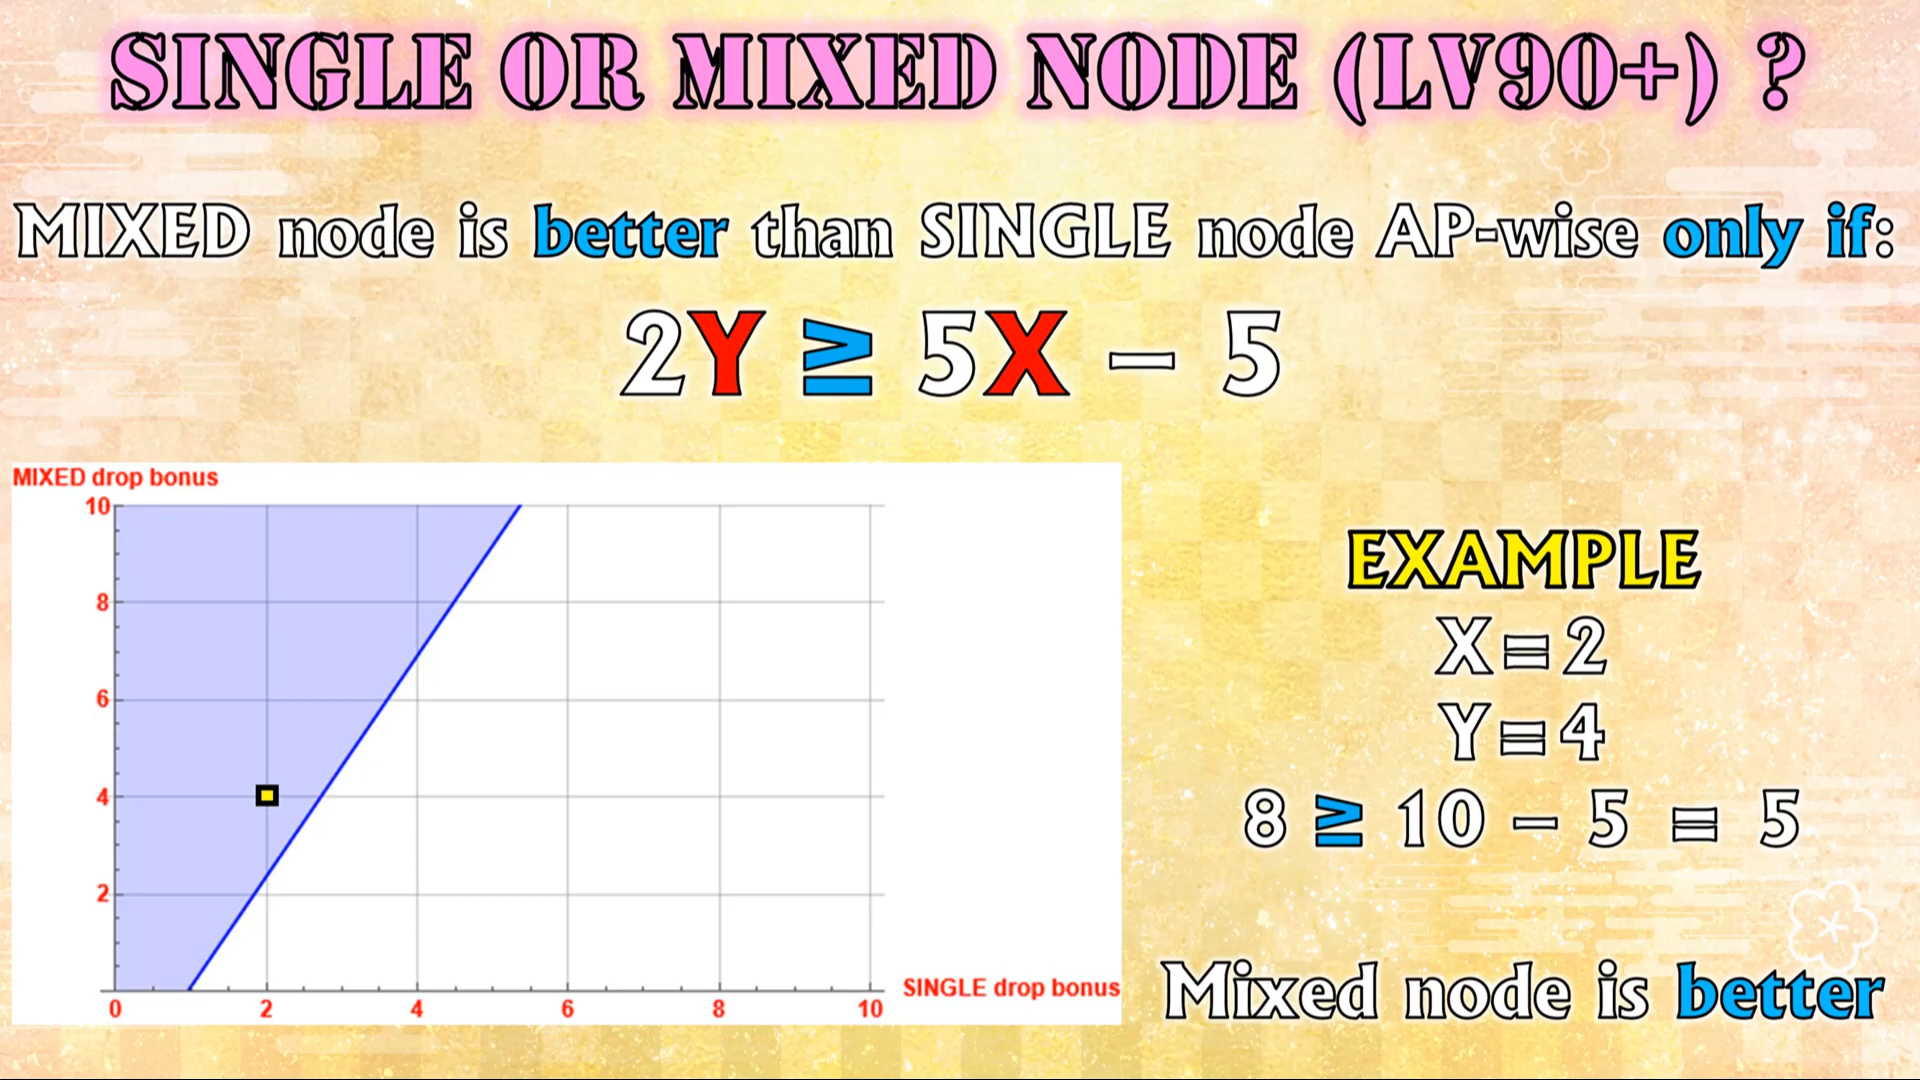 SINGLE OR MIXED NODE (LV90+) ?
MIXED node is better than SINGLE node AP-wise only if:
2Y ≥ 5X – 5
MIXED drop bonus
10
8
6
4
2
0 2 4 6 8 10
SINGLE drop bonus
EXAMPLE
X = 2
Y = 4
8 ≥ 10 – 5 = 5
Mixed node is better